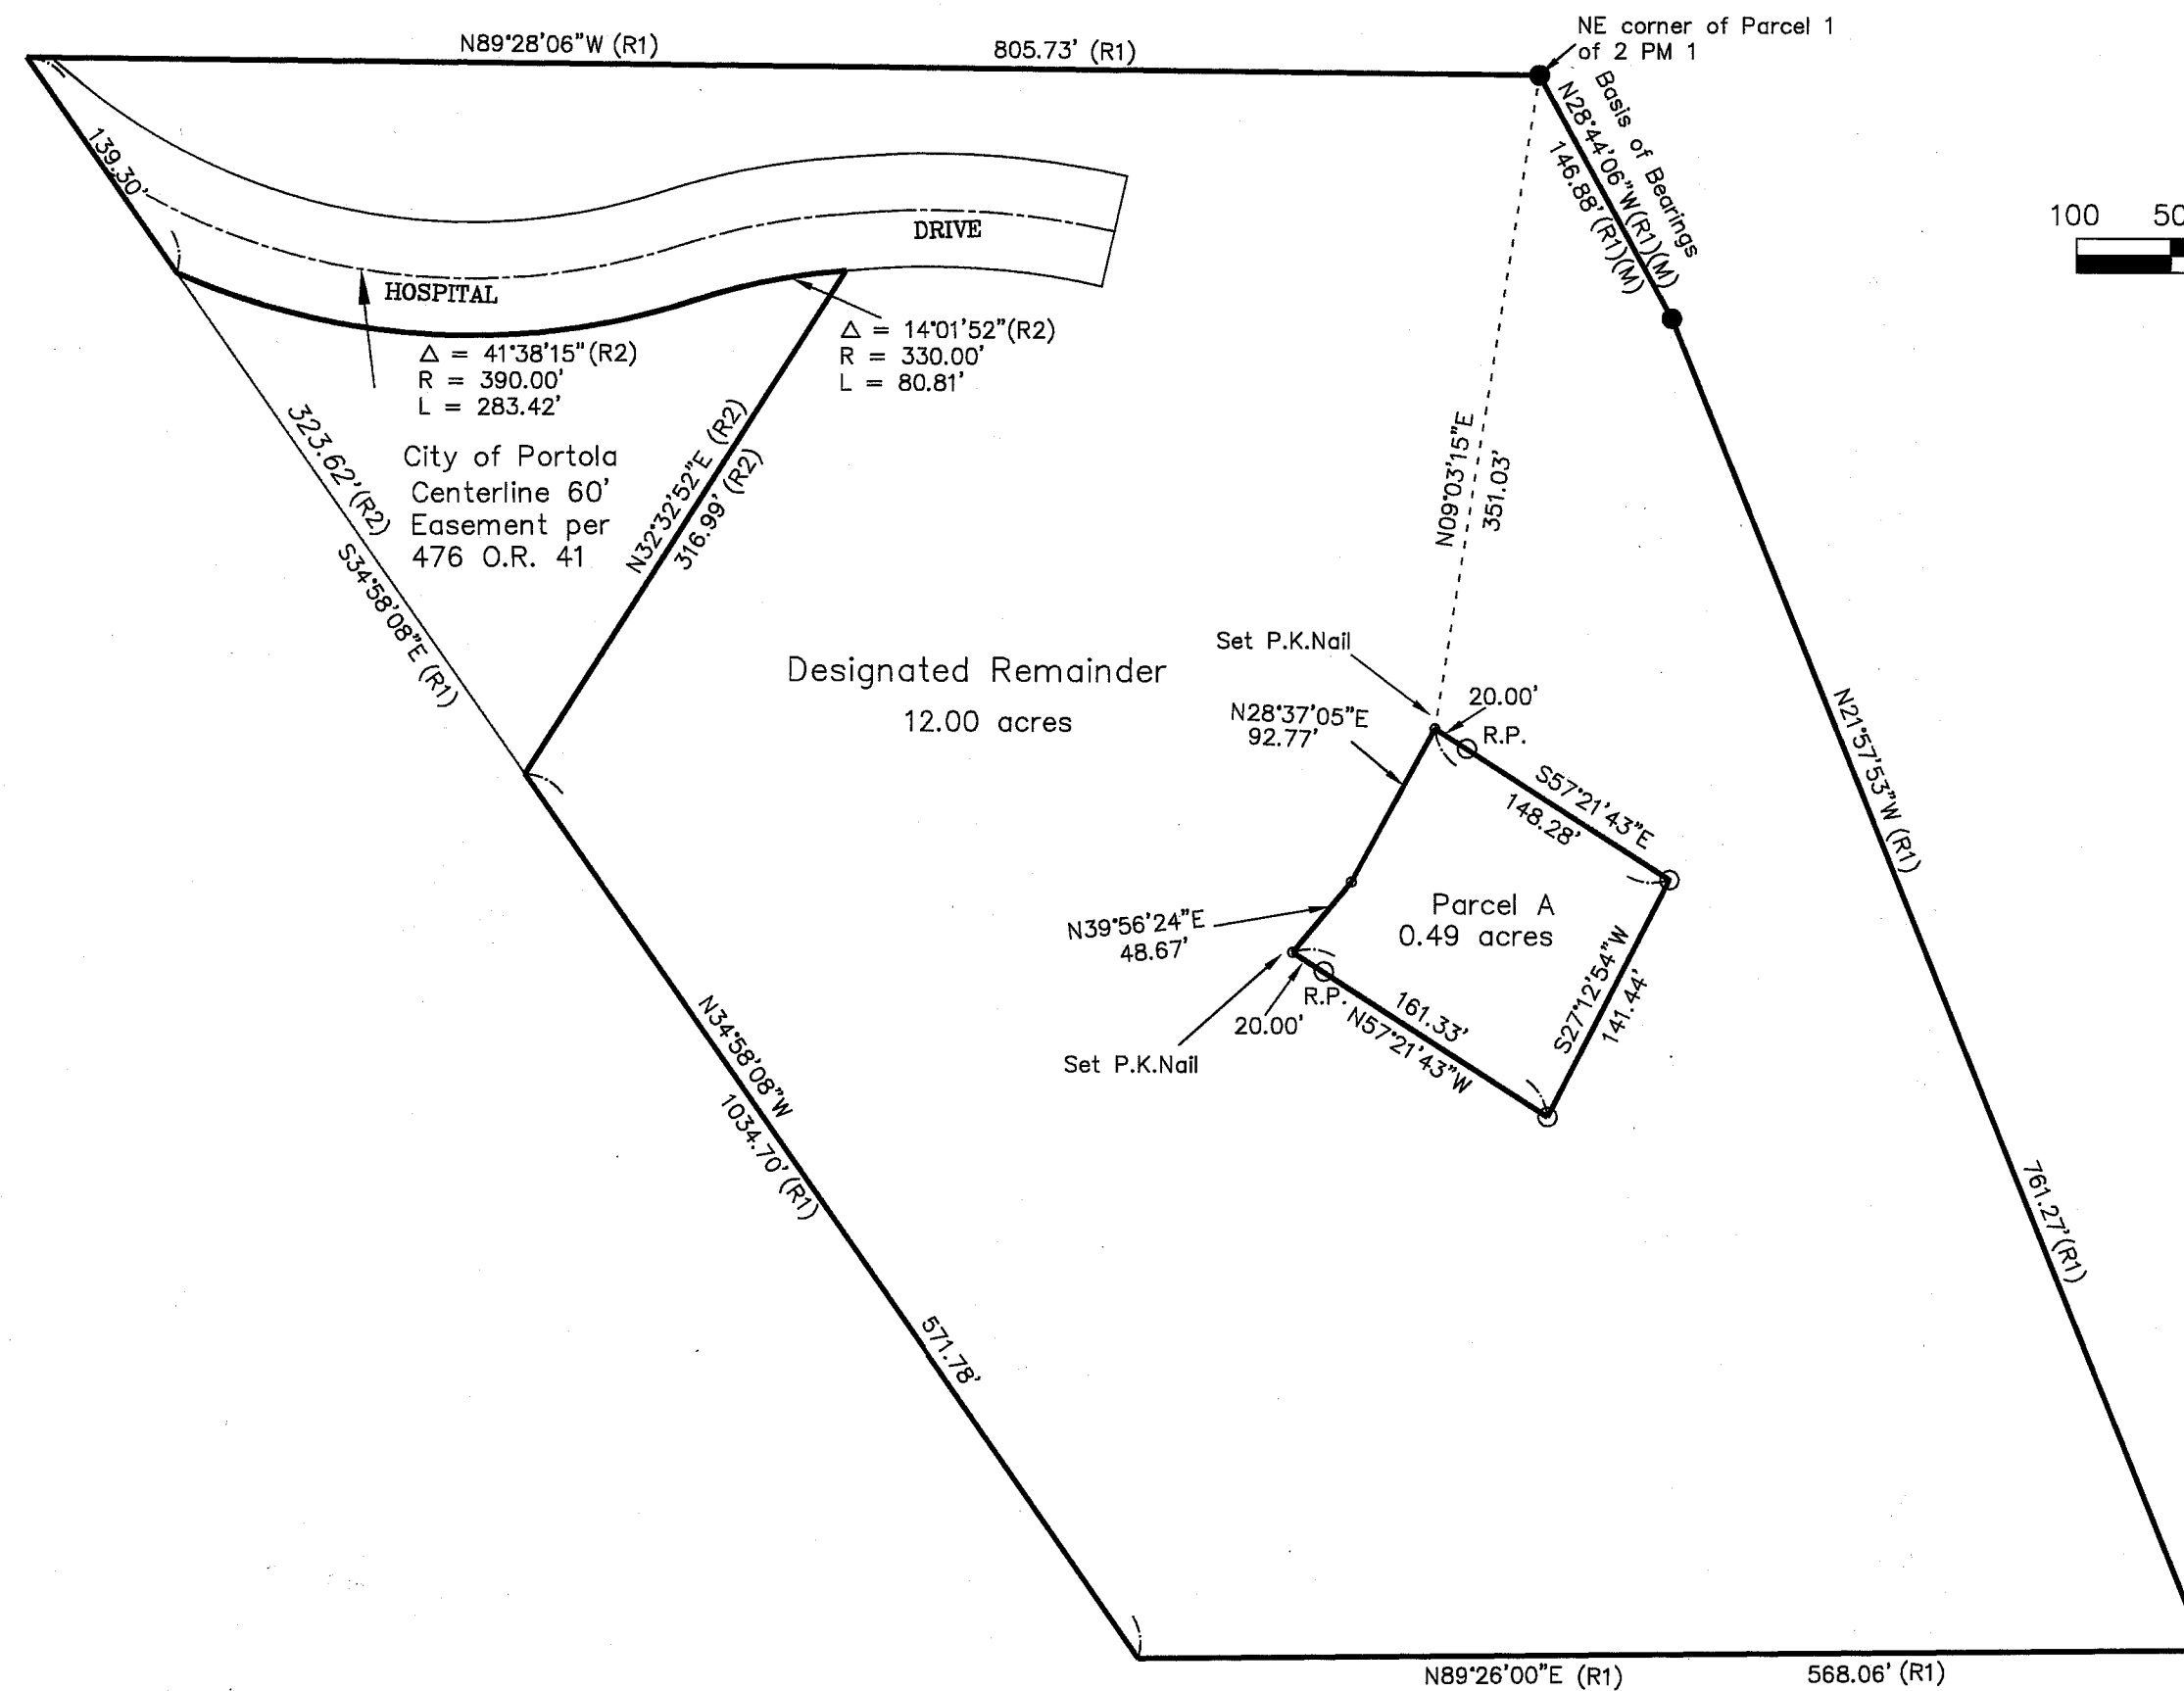 N89°28'06"W (R1)
805.73' (R1)
NE corner of Parcel 1
of 2 PM 1
Basis of Bearings
N28°44'06"W(R1)(M)
146.88' (R1)(M)
100 50
139.30'
DRIVE
HOSPITAL
Δ = 41°38'15"(R2)
R = 390.00'
L = 283.42'
Δ = 14°01'52"(R2)
R = 330.00'
L = 80.81'
323.62'(R2)
S34°58'08"E (R1)
City of Portola
Centerline 60'
Easement per
476 O.R. 41
N32°32'52"E (R2)
316.99' (R2)
N09°03'15"E
351.03'
Designated Remainder
12.00 acres
Set P.K.Nail
20.00'
R.P.
N28°37'05"E
92.77'
S57°21'43"E
148.28'
N21°57'53"W (R1)
761.27'(R1)
Parcel A
0.49 acres
N39°56'24"E
48.67'
S27°12'54"W
141.44'
R.P.
20.00'
161.33'
N57°21'43"W
Set P.K.Nail
N34°58'08"W
1034.70' (R1)
571.78'
N89°26'00"E (R1)
568.06' (R1)